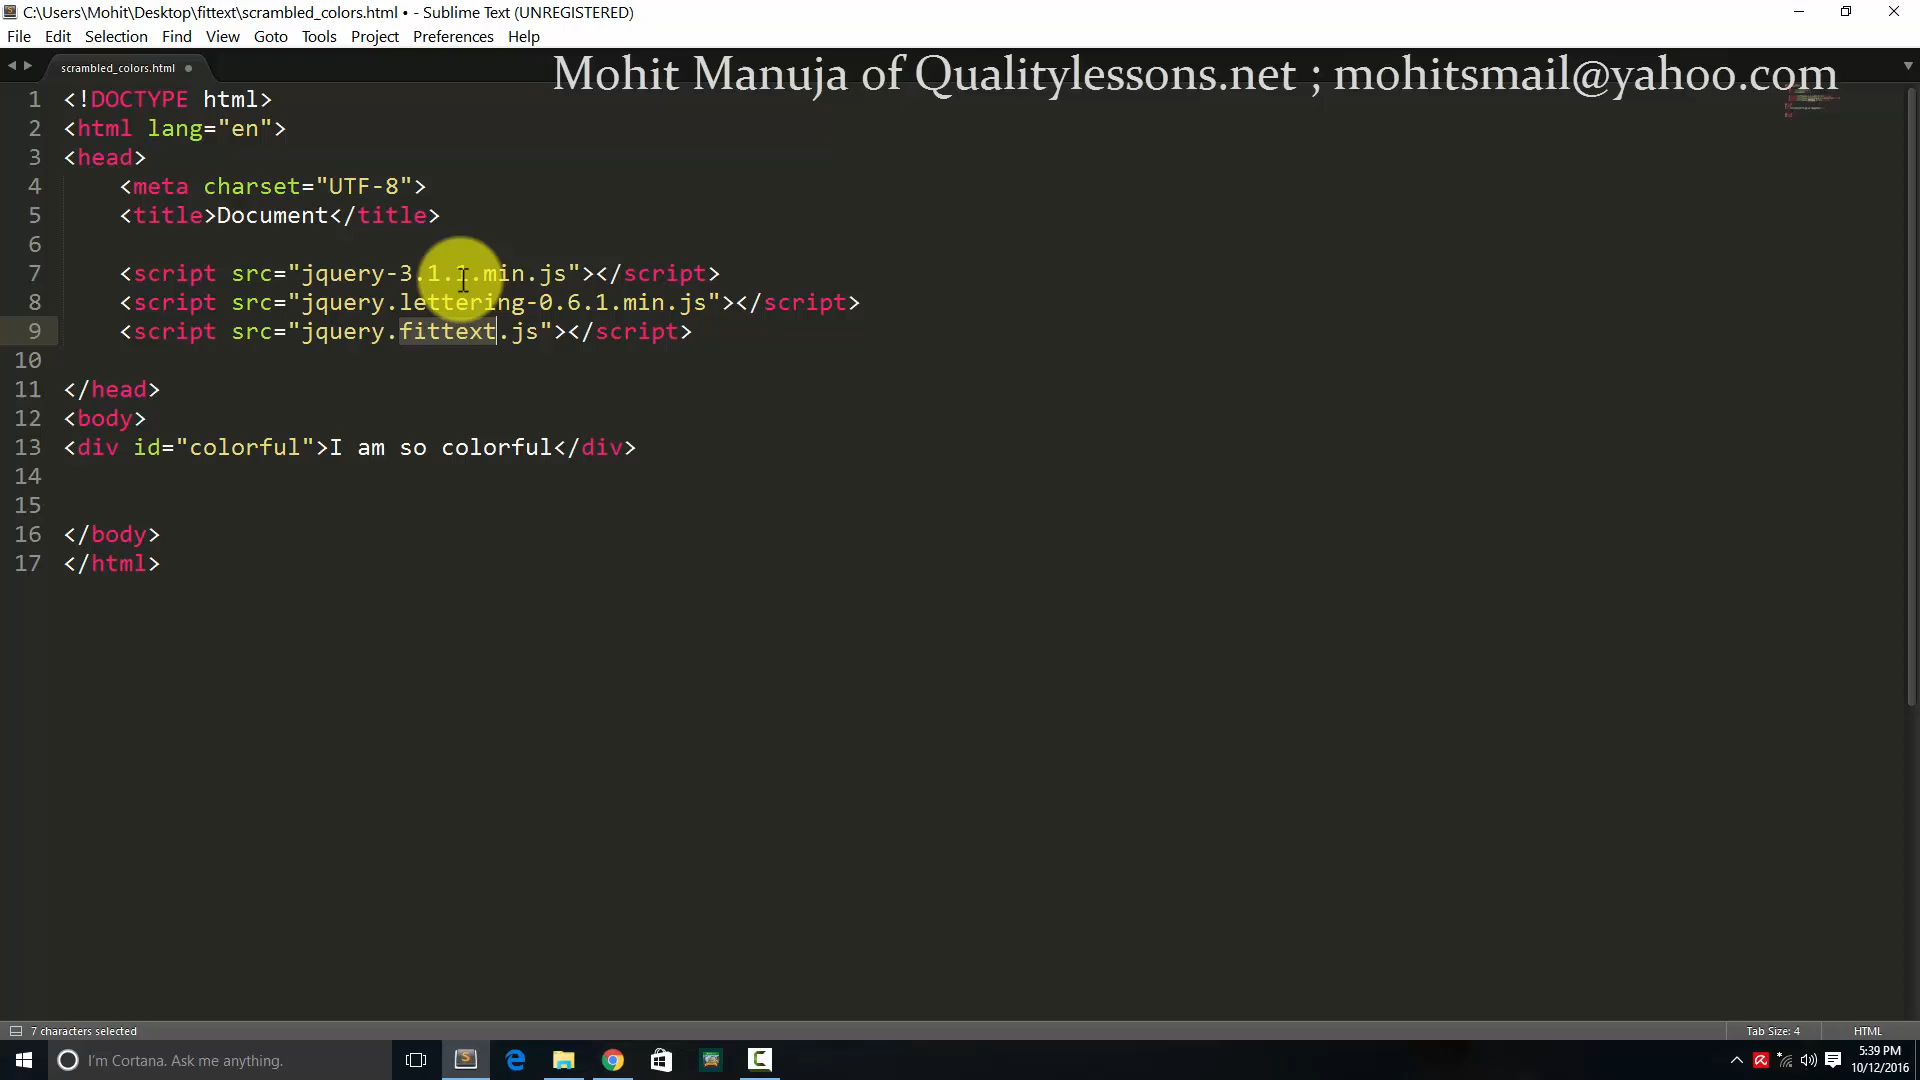 C:\Users\Mohit\Desktop\fittext\scrambled_colors.html • - Sublime Text (UNREGISTERED)
File Edit Selection Find View Goto Tools Project Preferences Help
scrambled_colors.html
Mohit Manuja of Qualitylessons.net ; mohitsmail@yahoo.com
1 <!DOCTYPE html>
2 <html lang="en">
3 <head>
4 <meta charset="UTF-8">
5 <title>Document</title>
6
7 <script src="jquery-3.1.1.min.js"></script>
8 <script src="jquery.lettering-0.6.1.min.js"></script>
9 <script src="jquery.fittext.js"></script>
10
11 </head>
12 <body>
13 <div id="colorful">I am so colorful</div>
14
15
16 </body>
17 </html>
7 characters selected
Tab Size: 4
HTML
I'm Cortana. Ask me anything.
5:39 PM
10/12/2016